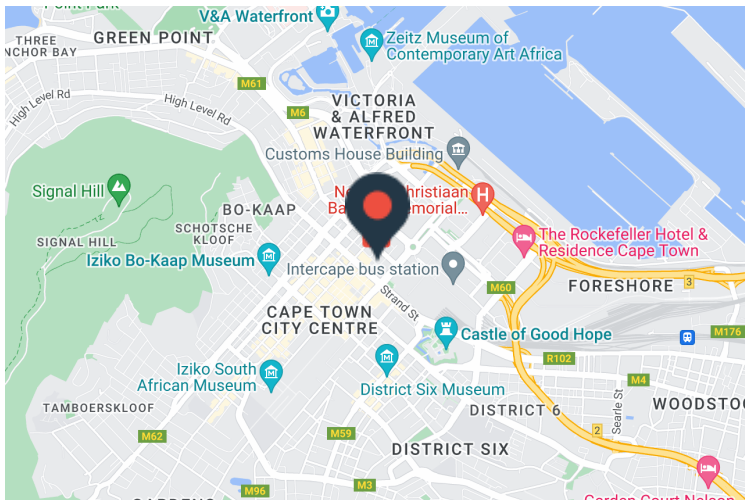 V&A Waterfront
THREE
GREEN POINT
Zeitz Museum of
Contemporary Art Africa
M61
High Level Rd
High Level Rd
M6
VICTORIA
& ALFRED
WATERFRONT
Customs House Building
Signal Hill
BO-KAAP
Christiaan
H
SCHOTSCHE
KLOOF
SIGNAL HILL
The Rockefeller Hotel &
Residence Cape Town
Iziko Bo-Kaap Museum
Intercape bus station
M60
FORESHORE
3
Strand St
CAPE TOWN
CITY CENTRE
Castle of Good Hope
M176
R102
Iziko South
African Museum
District Six Museum
M4
TAMBOERSKLOOF
DISTRICT 6
Searle St
WOODSTOC
M62
M59
2
DISTRICT SIX
M3
M96